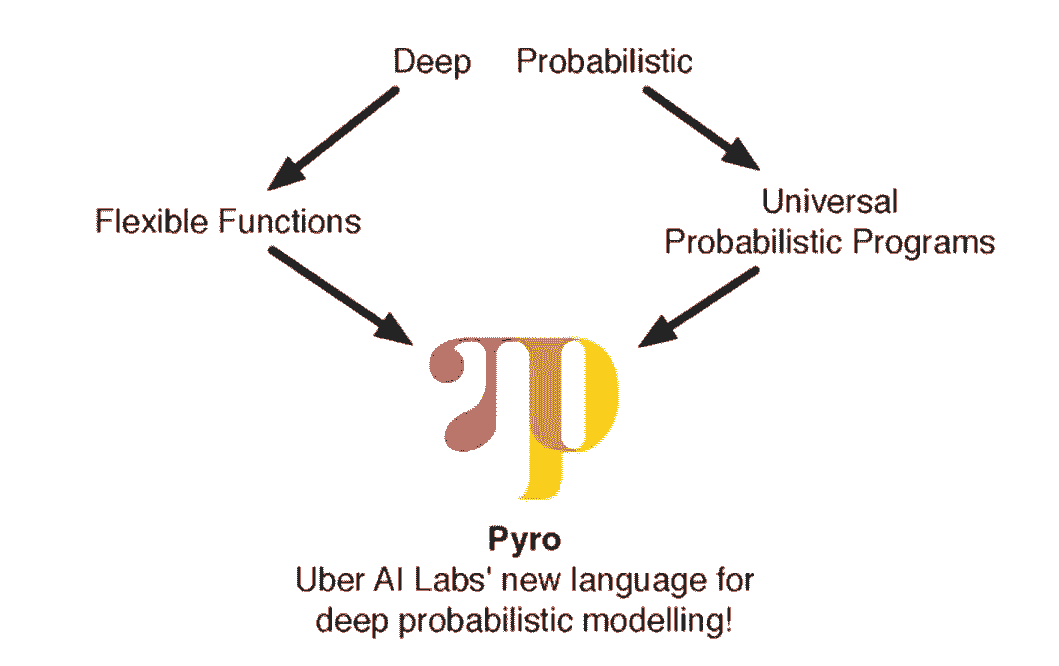 Deep Probabilistic
Flexible Functions
Universal
Probabilistic Programs
Pyro
Uber AI Labs' new language for
deep probabilistic modelling!